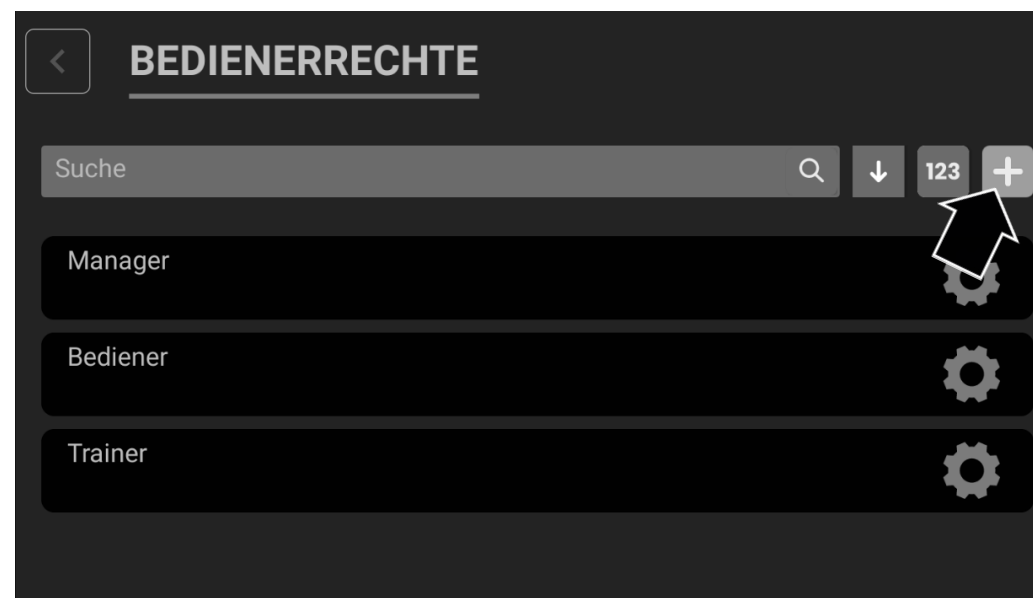 BEDIENERRECHTE
Suche 123
Manager
Bediener
Trainer